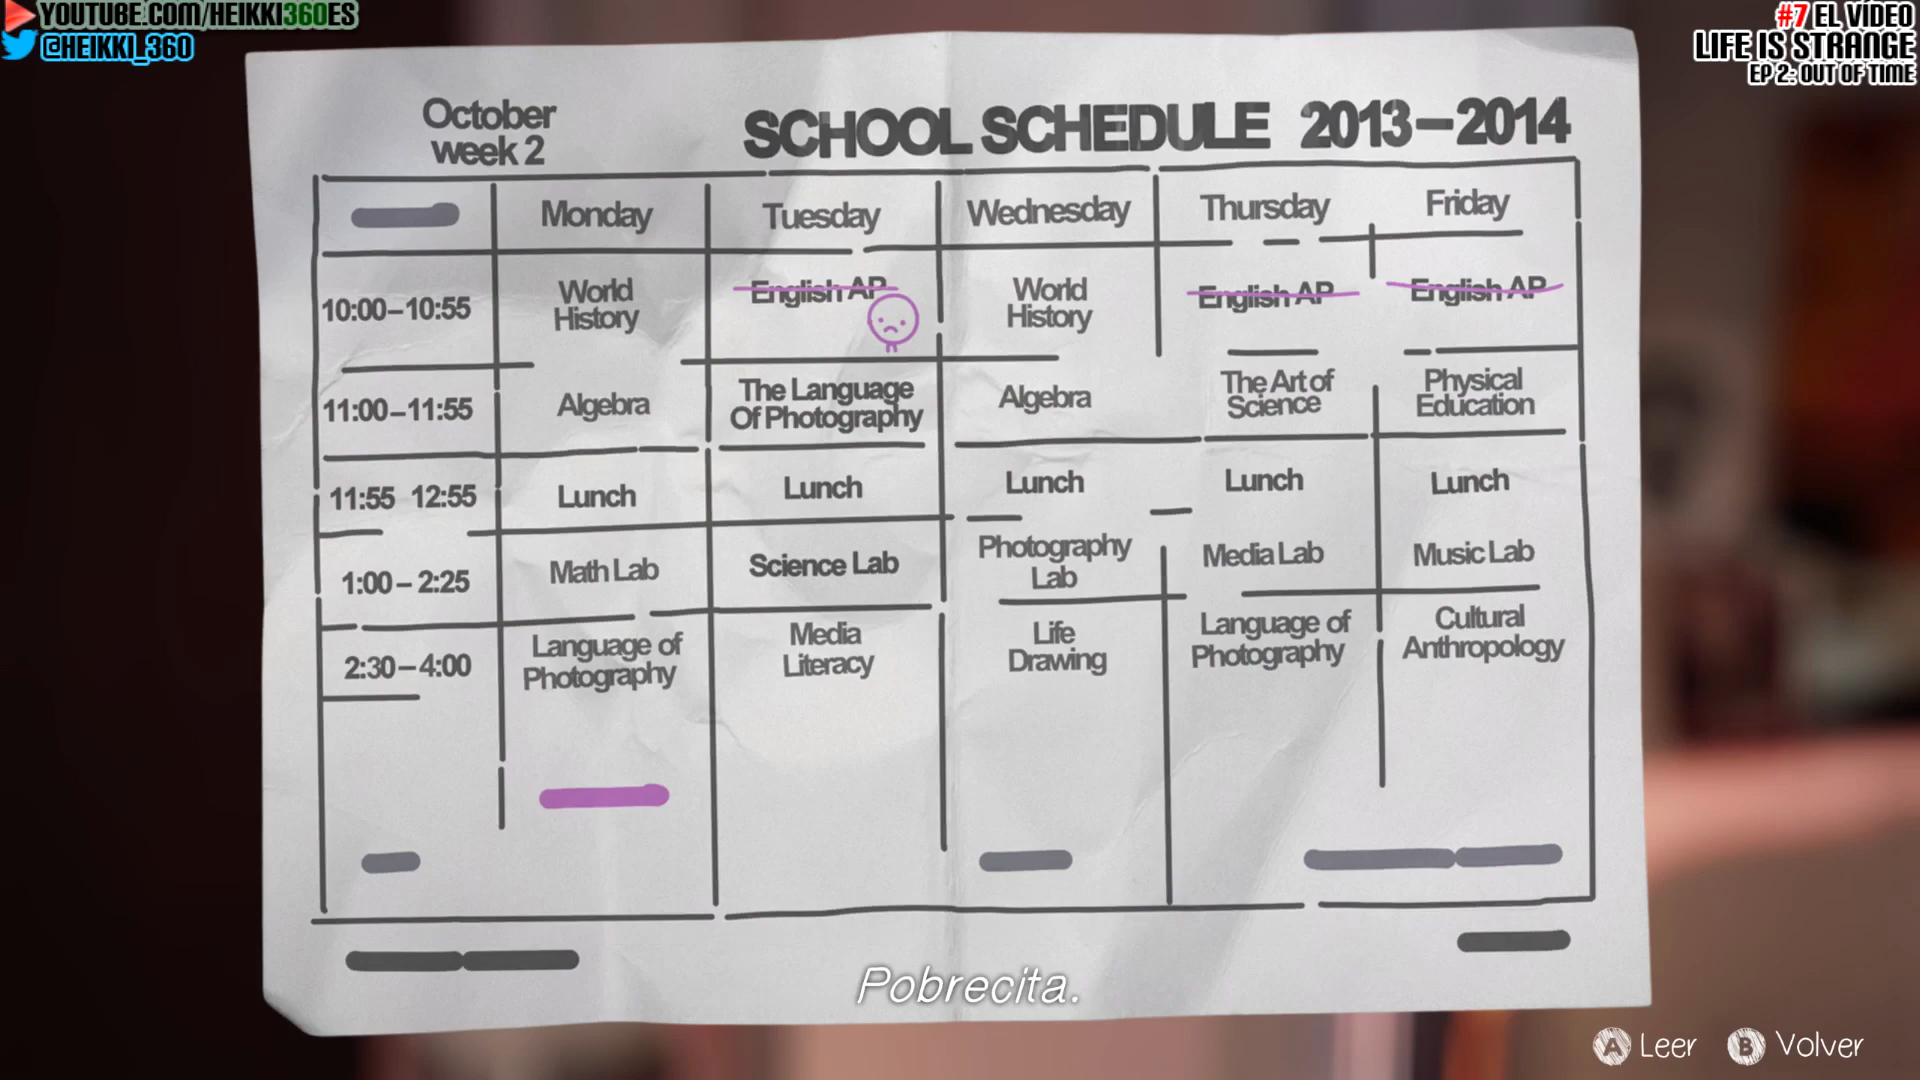 YOUTUBE.COM/HEIKKI360ES
@HEIKKI_360
#7 EL VIDEO
LIFE IS STRANGE
EP 2: OUT OF TIME
October
week 2
SCHOOL SCHEDULE 2013-2014
Monday
Tuesday
Wednesday
Thursday
Friday
10:00-10:55
World
History
English AP
World
History
English AP
English AP
11:00-11:55
Algebra
The Language
Of Photography
Algebra
The Art of
Science
Physical
Education
11:55 12:55
Lunch
Lunch
Lunch
Lunch
Lunch
1:00-2:25
Math Lab
Science Lab
Photography
Lab
Media Lab
Music Lab
2:30-4:00
Language of
Photography
Media
Literacy
Life
Drawing
Language of
Photography
Cultural
Anthropology
Pobrecita.
A Leer B Volver